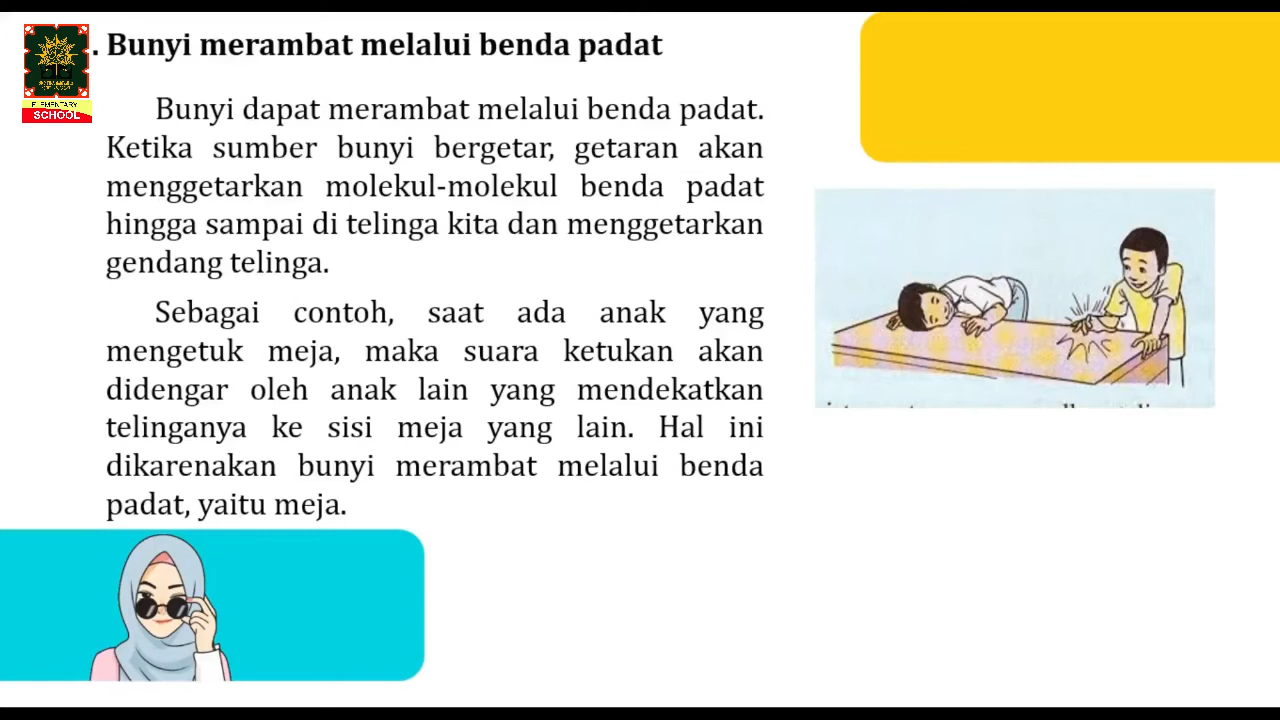 . Bunyi merambat melalui benda padat
Bunyi dapat merambat melalui benda padat.
Ketika sumber bunyi bergetar, getaran akan
menggetarkan molekul-molekul benda padat
hingga sampai di telinga kita dan menggetarkan
gendang telinga.
Sebagai contoh, saat ada anak yang
mengetuk meja, maka suara ketukan akan
didengar oleh anak lain yang mendekatkan
telinganya ke sisi meja yang lain. Hal ini
dikarenakan bunyi merambat melalui benda
padat, yaitu meja.
ELEMENTARY
SCHOOL